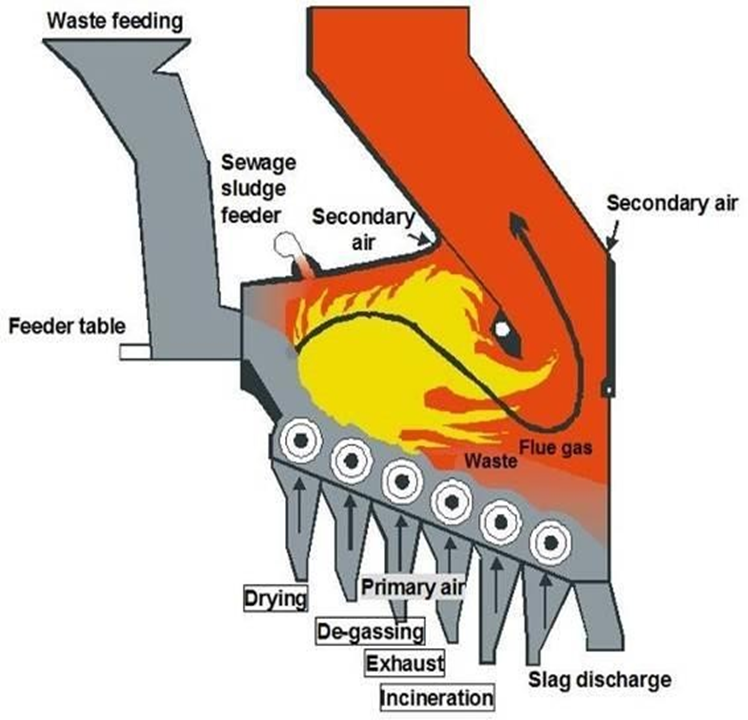 Waste feeding
Sewage
sludge
feeder
Secondary
air
Secondary air
Feeder table
Flue gas
Waste
Primary air
Drying
De-gassing
Exhaust
Incineration
Slag discharge